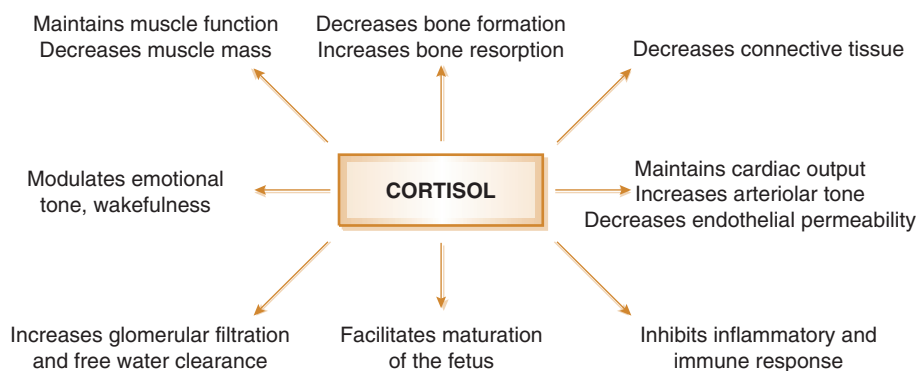 Maintains muscle function
Decreases muscle mass
Decreases bone formation
Increases bone resorption
Decreases connective tissue
Modulates emotional
tone, wakefulness
CORTISOL
Maintains cardiac output
Increases arteriolar tone
Decreases endothelial permeability
Increases glomerular filtration
and free water clearance
Facilitates maturation
of the fetus
Inhibits inflammatory and
immune response